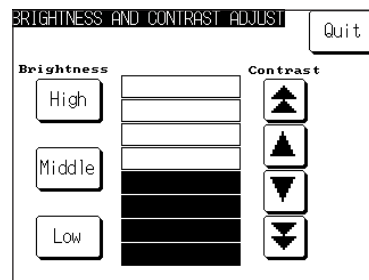 BRIGHTNESS AND CONTRAST ADJUST
Quit
Brightness
Contrast
High
Middle
Low